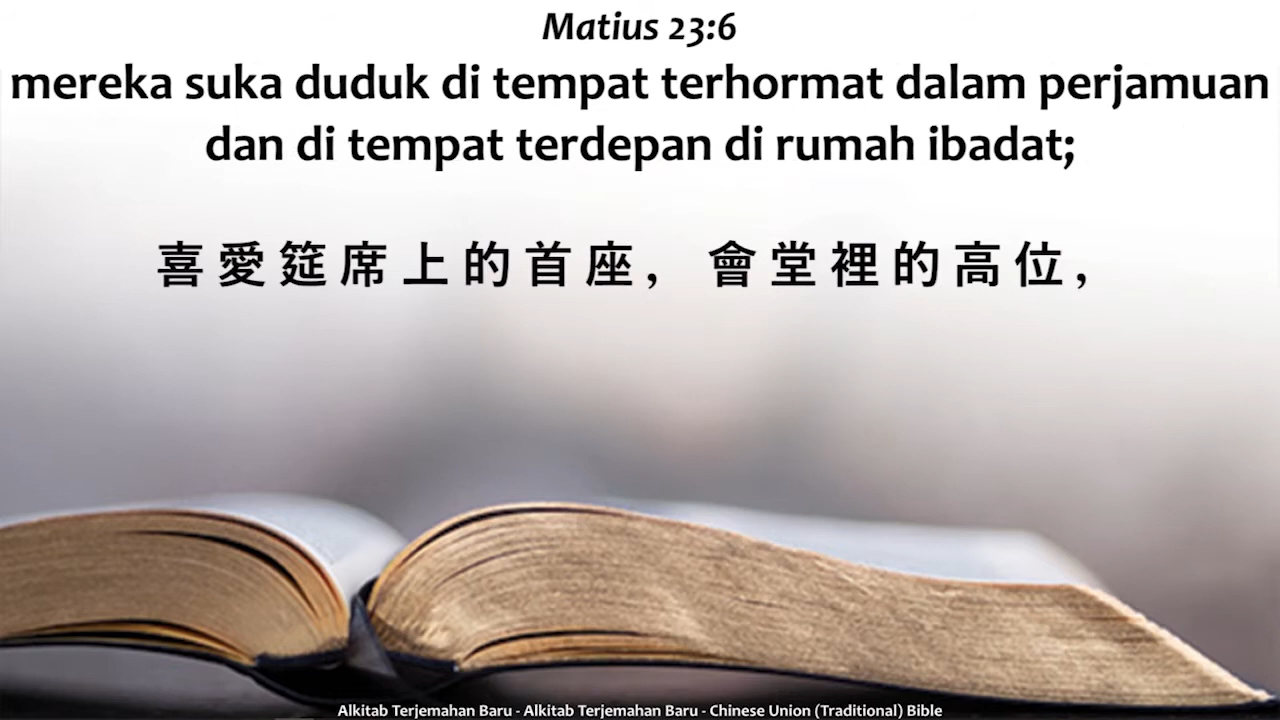 Matius 23:6
mereka suka duduk di tempat terhormat dalam perjamuan
dan di tempat terdepan di rumah ibadat;
喜愛筵席上的首座，會堂裡的高位，
Alkitab Terjemahan Baru - Alkitab Terjemahan Baru - Chinese Union (Traditional) Bible